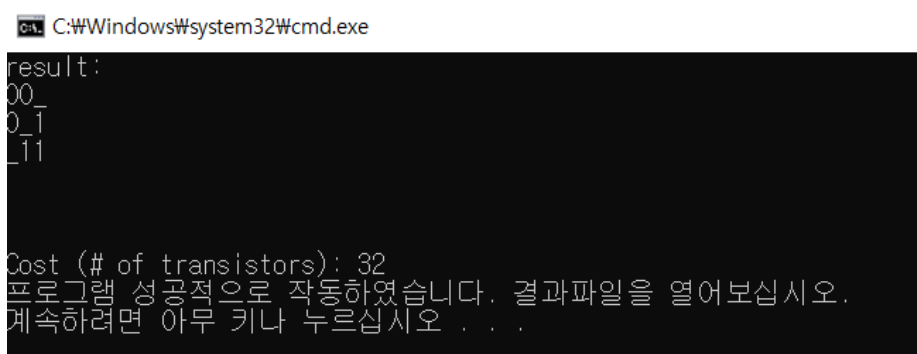 C:₩Windows₩system32₩cmd.exe
result:
00_
0_1
_11
Cost (# of transistors): 32
프로그램 성공적으로 작동하였습니다. 결과파일을 열어보십시오.
계속하려면 아무 키나 누르십시오 . . .